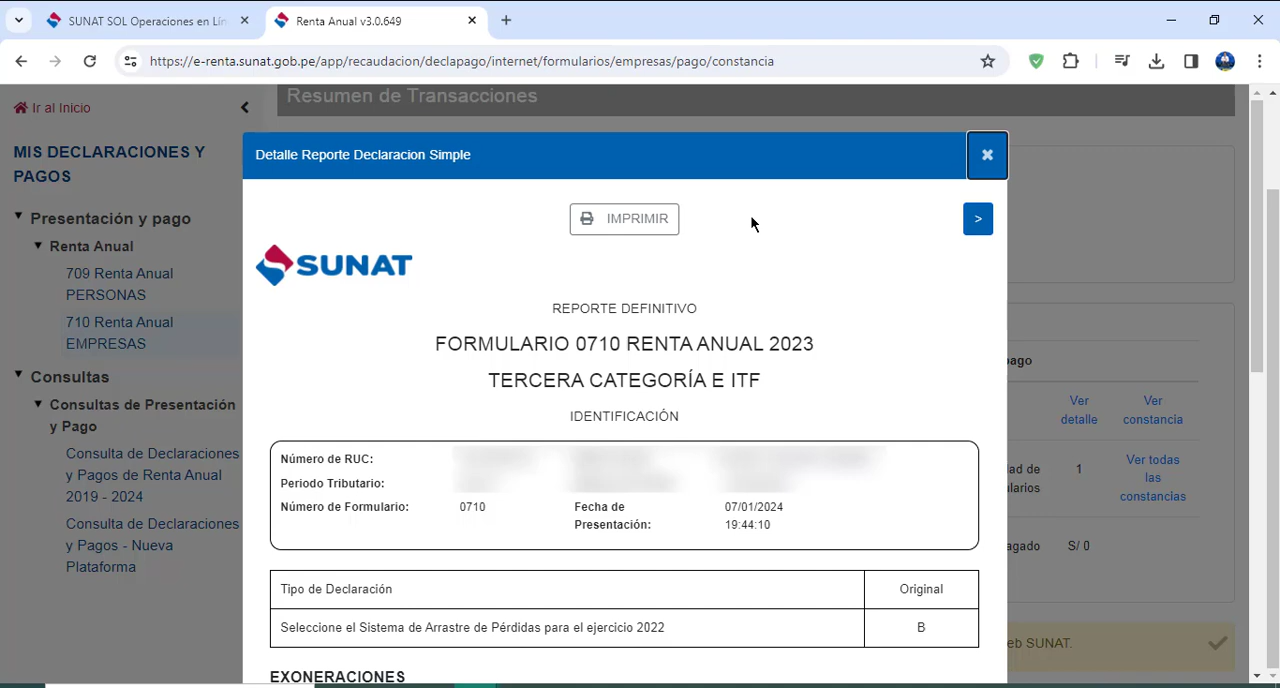 SUNAT SOL Operaciones en Lín
Renta Anual v3.0.649
https://e-renta.sunat.gob.pe/app/recaudacion/declapago/internet/formularios/empresas/pago/constancia
Ir al Inicio
MIS DECLARACIONES Y
PAGOS
Presentación y pago
Renta Anual
709 Renta Anual
PERSONAS
710 Renta Anual
EMPRESAS
Consultas
Consultas de Presentación
y Pago
Consulta de Declaraciones
y Pagos de Renta Anual
2019 - 2024
Consulta de Declaraciones
y Pagos - Nueva
Plataforma
Resumen de Transacciones
Detalle Reporte Declaracion Simple
IMPRIMIR
>
SUNAT
REPORTE DEFINITIVO
FORMULARIO 0710 RENTA ANUAL 2023
TERCERA CATEGORÍA E ITF
IDENTIFICACIÓN
Número de RUC:
Periodo Tributario:
Número de Formulario: 0710 Fecha de 07/01/2024
Presentación: 19:44:10
Tipo de Declaración Original
Seleccione el Sistema de Arrastre de Pérdidas para el ejercicio 2022 B
EXONERACIONES
ago
Ver Ver
detalle constancia
dad de 1 Ver todas
ularios las
constancias
agado S/ 0
eb SUNAT.